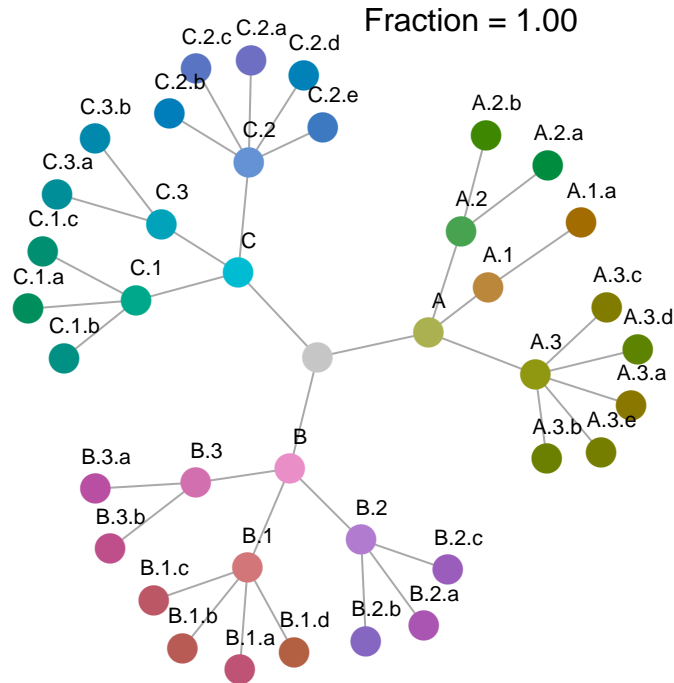 Fraction = 1.00
C.2.c
C.2.a
C.2.d
C.2.b
C.2.e
C.3.b
C.2
A.2.b
A.2.a
C.3.a
C.3
A.2
A.1.a
C.1.c
C
A.1
C.1.a
C.1
A
A.3.c
C.1.b
A.3
A.3.d
A.3.a
A.3.b
A.3.e
B
B.3.a
B.3
B.3.b
B.1
B.2
B.2.c
B.1.c
B.1.b
B.1.a
B.1.d
B.2.b
B.2.a